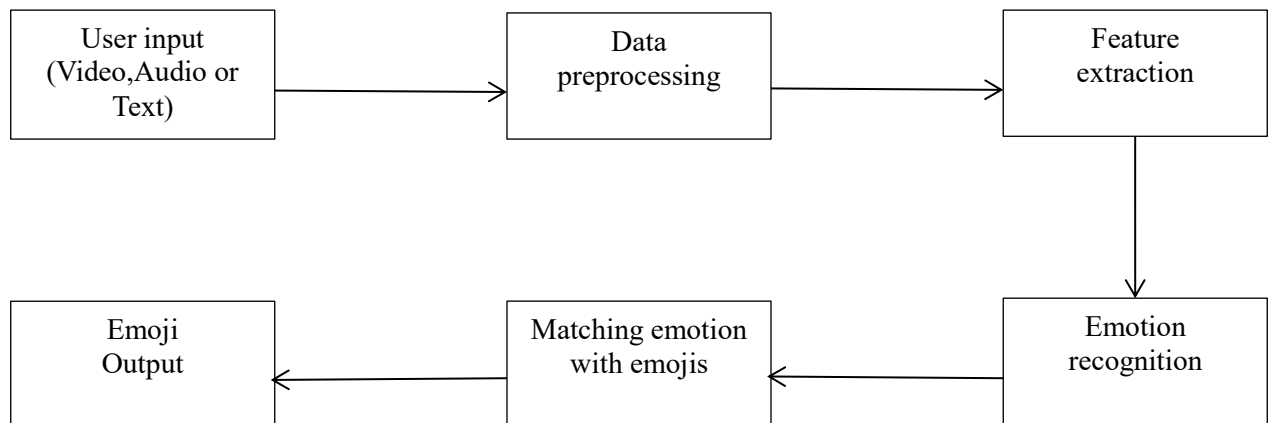 User input
(Video,Audio or
Text)
Data
preprocessing
Feature
extraction
Emotion
recognition
Matching emotion
with emojis
Emoji
Output